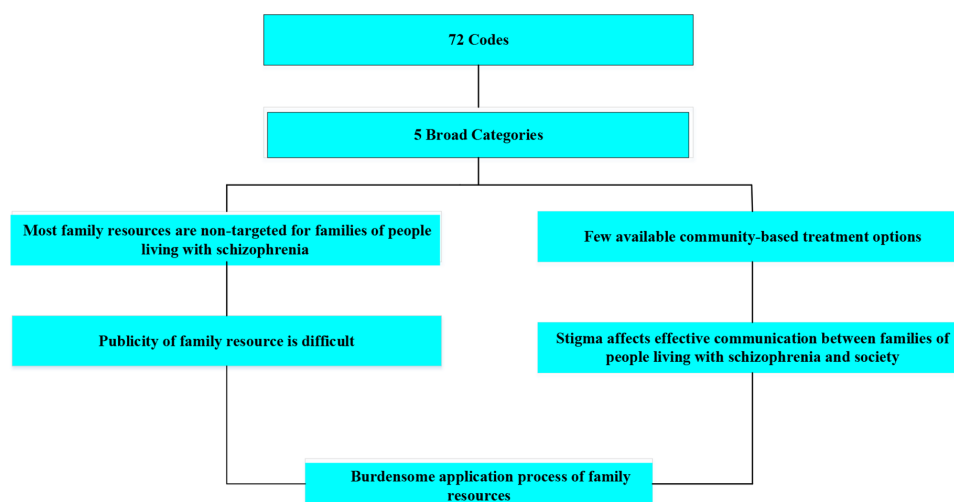 72 Codes
5 Broad Categories
Most family resources are non-targeted for families of people
living with schizophrenia
Few available community-based treatment options
Publicity of family resource is difficult
Stigma affects effective communication between families of
people living with schizophrenia and society
Burdensome application process of family
resources